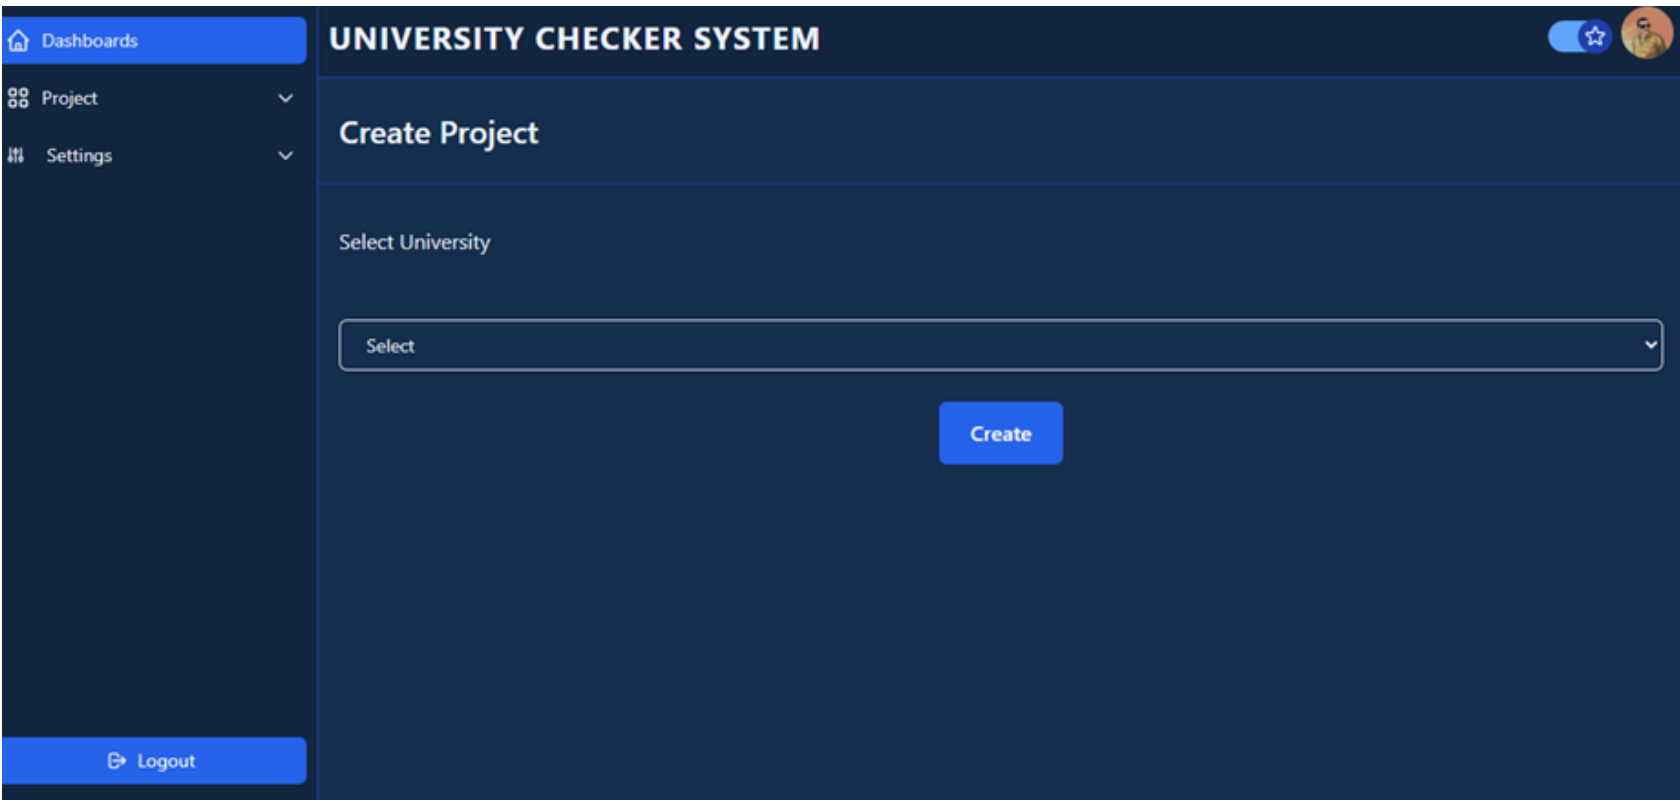 Dashboards
Project
Settings
Logout
UNIVERSITY CHECKER SYSTEM
Create Project
Select University
Select
Create